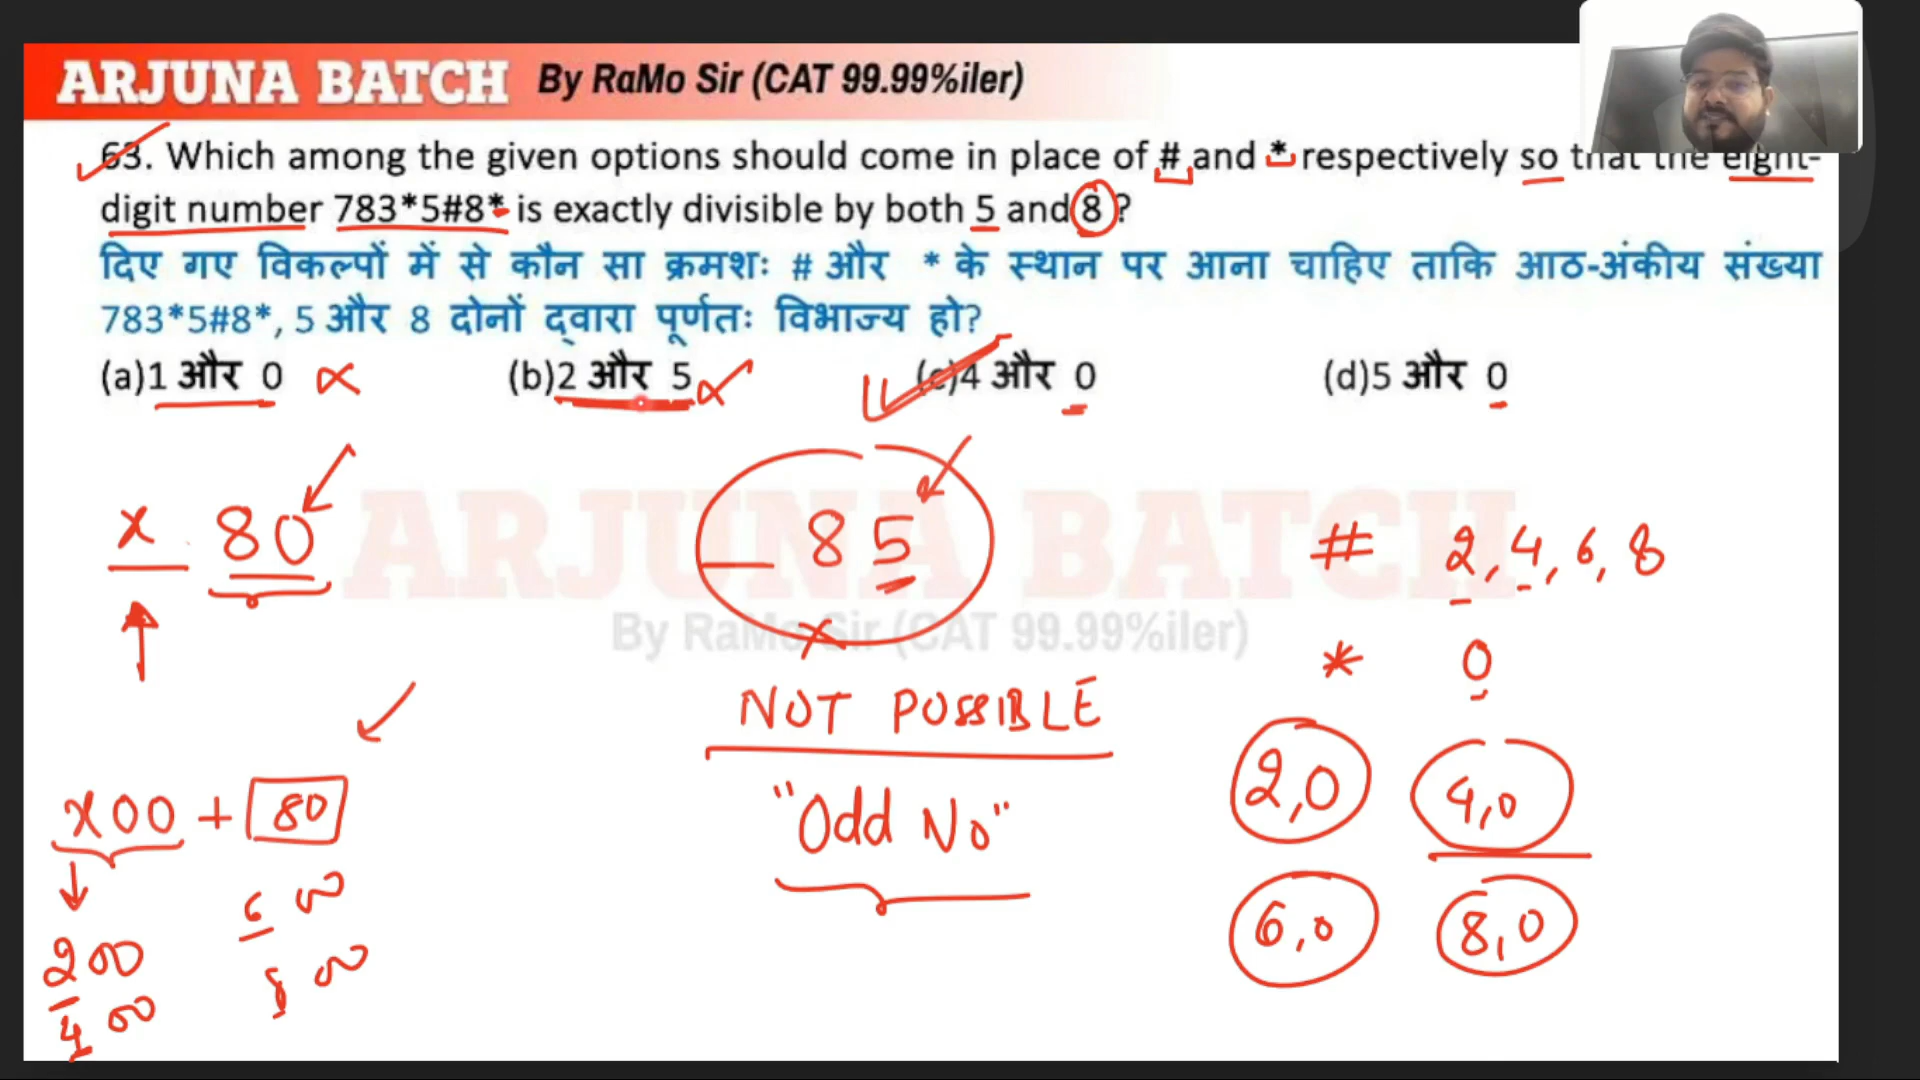 ARJUNA BATCH By RaMo Sir (CAT 99.99%iler)
63. Which among the given options should come in place of # and * respectively so that the eight-
digit number 783*5#8* is exactly divisible by both 5 and 8 ?
दिए गए विकल्पों में से कौन सा क्रमशः # और * के स्थान पर आना चाहिए ताकि आठ-अंकीय संख्या
783*5#8*, 5 और 8 दोनों द्वारा पूर्णतः विभाज्य हो?
(a)1 और 0 (b)2 और 5 (c)4 और 0 (d)5 और 0
x 80 _ 85 # 2, 4, 6, 8
ARJUNA BATCH
By RaMo Sir (CAT 99.99%iler)
* 0
NOT POSSIBLE
2,0 4,0
x00 + 80 "Odd No"
600
6,0 8,0
200 800
400